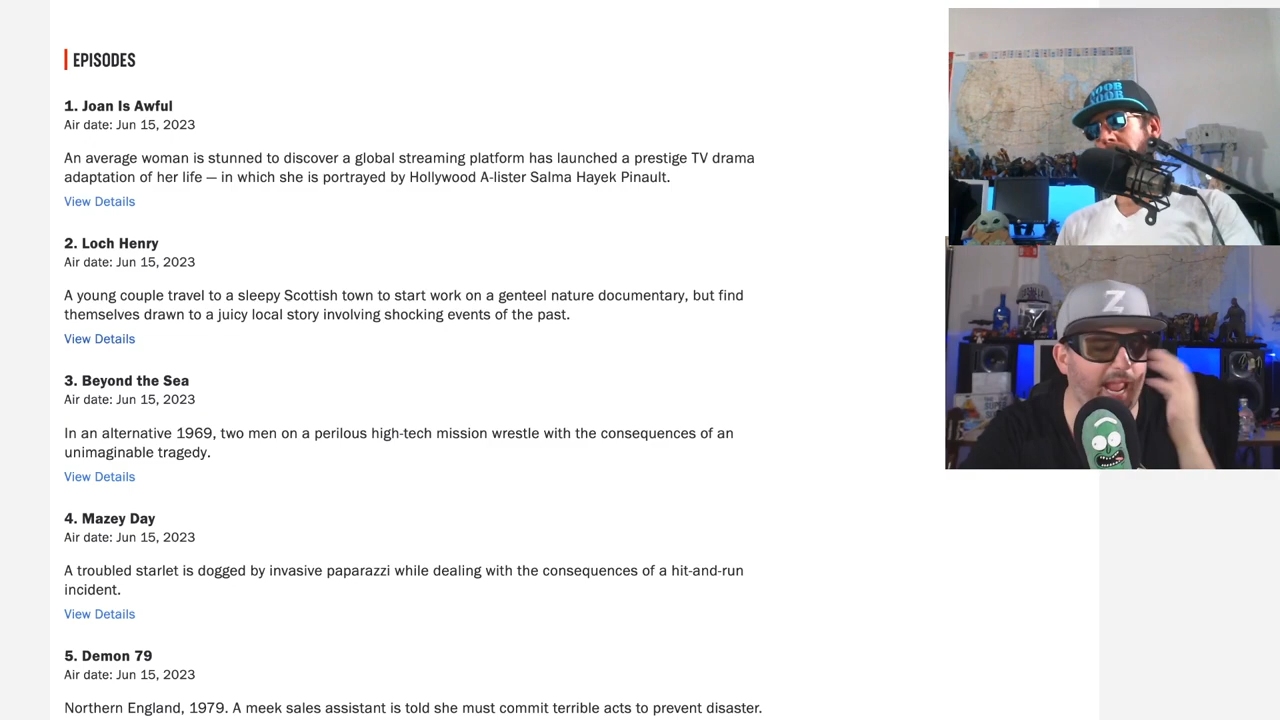 EPISODES
1. Joan Is Awful
Air date: Jun 15, 2023
An average woman is stunned to discover a global streaming platform has launched a prestige TV drama
adaptation of her life — in which she is portrayed by Hollywood A-lister Salma Hayek Pinault.
View Details
2. Loch Henry
Air date: Jun 15, 2023
A young couple travel to a sleepy Scottish town to start work on a genteel nature documentary, but find
themselves drawn to a juicy local story involving shocking events of the past.
View Details
3. Beyond the Sea
Air date: Jun 15, 2023
In an alternative 1969, two men on a perilous high-tech mission wrestle with the consequences of an
unimaginable tragedy.
View Details
4. Mazey Day
Air date: Jun 15, 2023
A troubled starlet is dogged by invasive paparazzi while dealing with the consequences of a hit-and-run
incident.
View Details
5. Demon 79
Air date: Jun 15, 2023
Northern England, 1979. A meek sales assistant is told she must commit terrible acts to prevent disaster.
NOOB
NOOB
Z